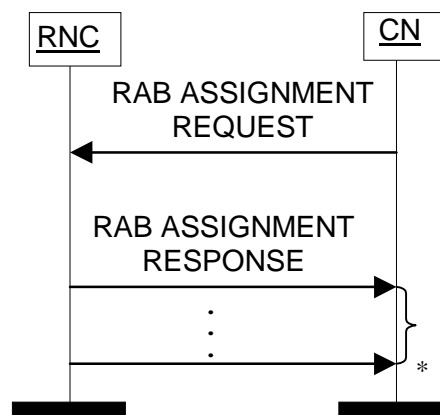 RNC
CN
RAB ASSIGNMENT
REQUEST
RAB ASSIGNMENT
RESPONSE
.
.
.
*